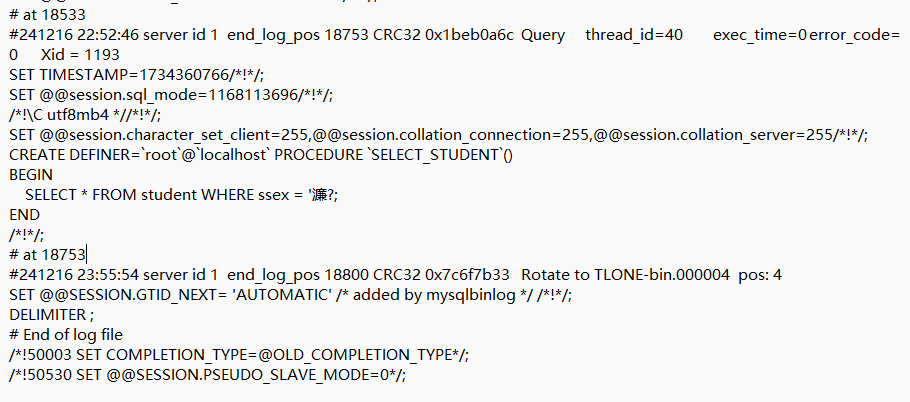 # at 18533
#241216 22:52:46 server id 1  end_log_pos 18753 CRC32 0x1beb0a6c  Query     thread_id=40       exec_time=0 error_code=
0      Xid = 1193
SET TIMESTAMP=1734360766/*!*/;
SET @@session.sql_mode=1168113696/*!*/;
/*!\C utf8mb4 *//*!*/;
SET @@session.character_set_client=255,@@session.collation_connection=255,@@session.collation_server=255/*!*/;
CREATE DEFINER=`root`@`localhost` PROCEDURE `SELECT_STUDENT`()
BEGIN
    SELECT * FROM student WHERE ssex = '濂?;
END
/*!*/;
# at 18753
#241216 23:55:54 server id 1  end_log_pos 18800 CRC32 0x7c6f7b33   Rotate to TLONE-bin.000004  pos: 4
SET @@SESSION.GTID_NEXT= 'AUTOMATIC' /* added by mysqlbinlog */ /*!*/;
DELIMITER ;
# End of log file
/*!50003 SET COMPLETION_TYPE=@OLD_COMPLETION_TYPE*/;
/*!50530 SET @@SESSION.PSEUDO_SLAVE_MODE=0*/;